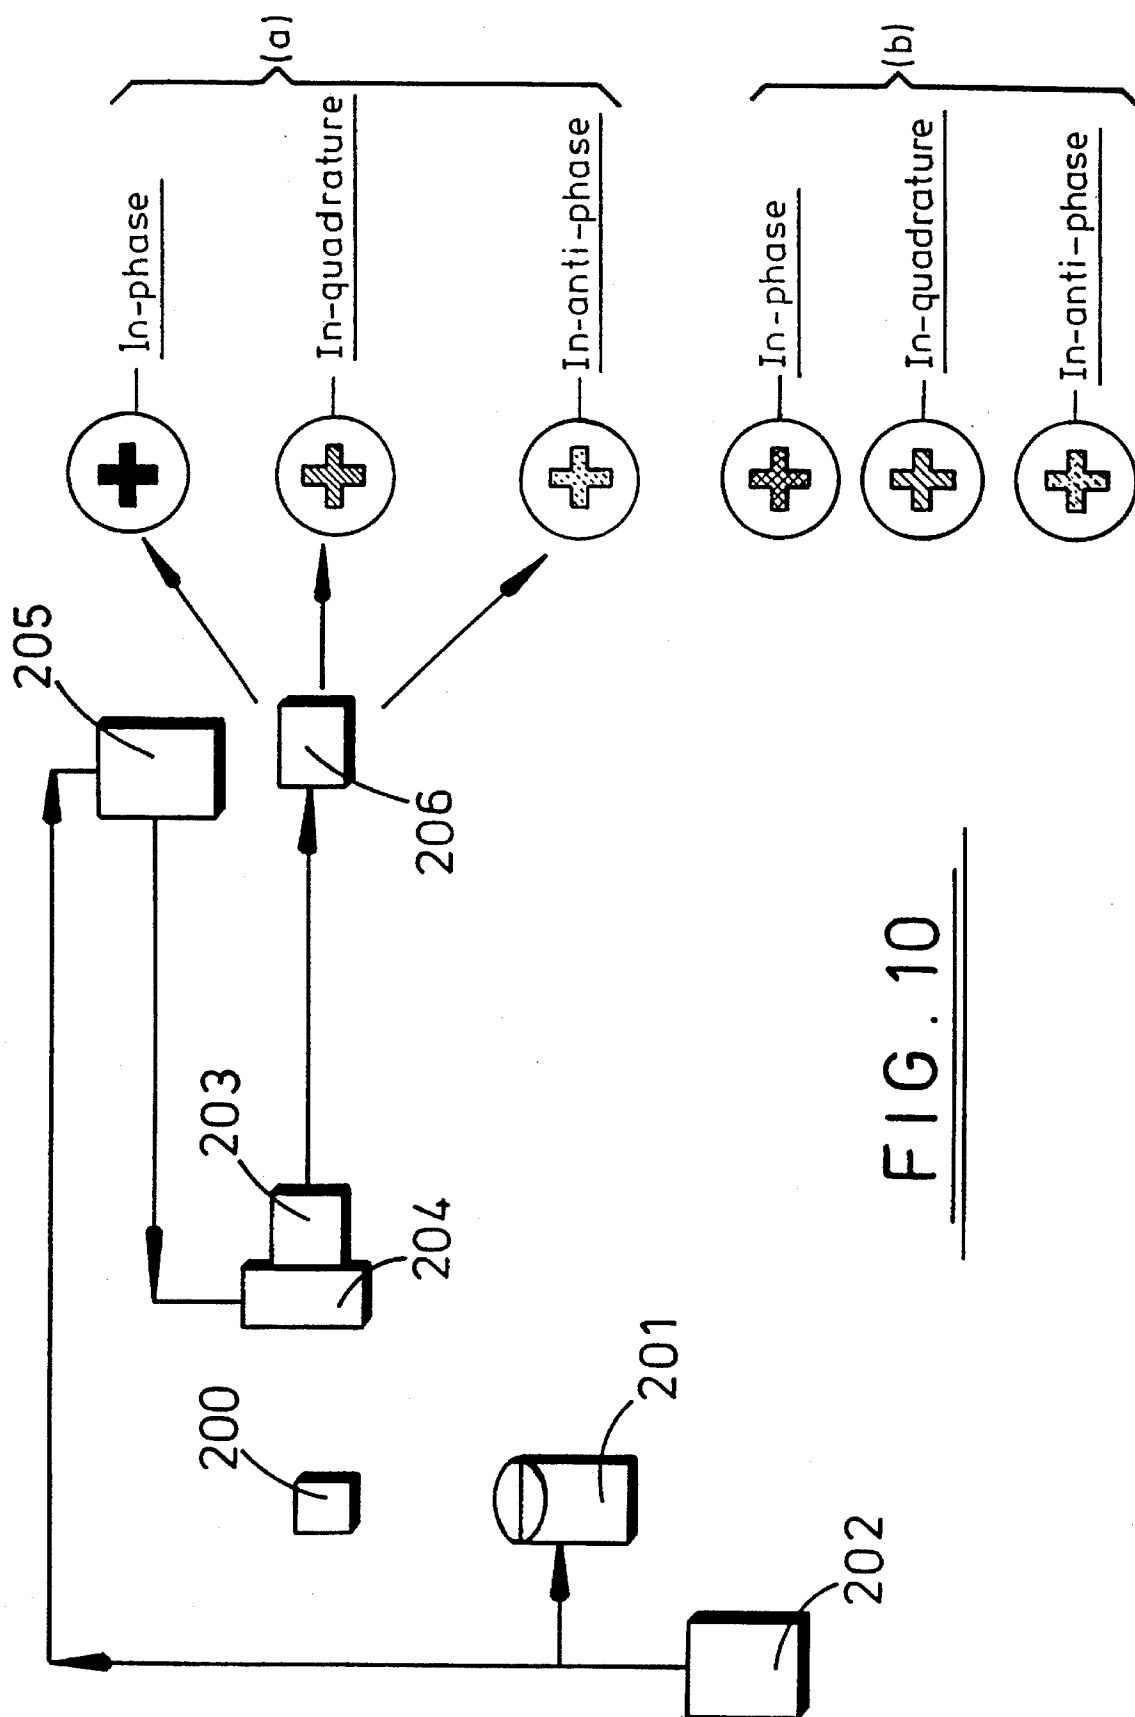 205
In-phase
(a)
In-quadrature
In-anti-phase
206
203
204
200
201
202
In-phase
(b)
In-quadrature
In-anti-phase
FIG. 10